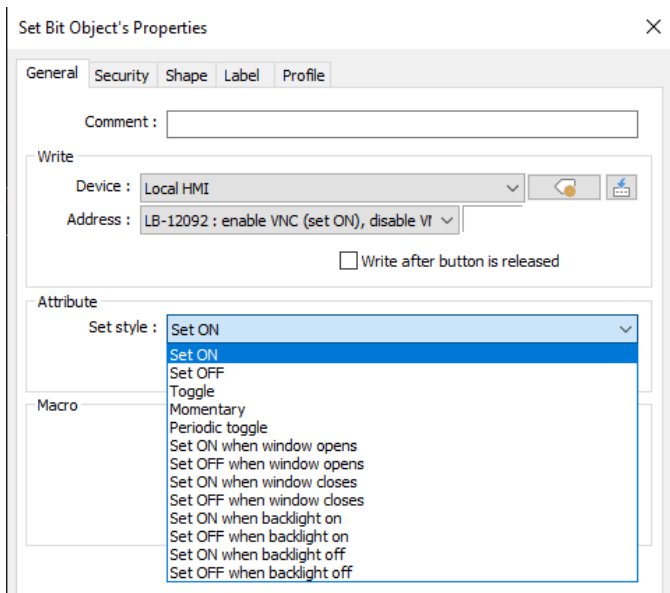 Set Bit Object's Properties
General Security Shape Label Profile
Comment :
Write
Device : Local HMI
Address : LB-12092 : enable VNC (set ON), disable
Write after button is released
Attribute
Set style : Set ON
Set ON
Set OFF
Toggle
Macro
Momentary
Periodic toggle
Set ON when window opens
Set OFF when window opens
Set ON when window closes
Set OFF when window closes
Set ON when backlight on
Set OFF when backlight on
Set ON when backlight off
Set OFF when backlight off